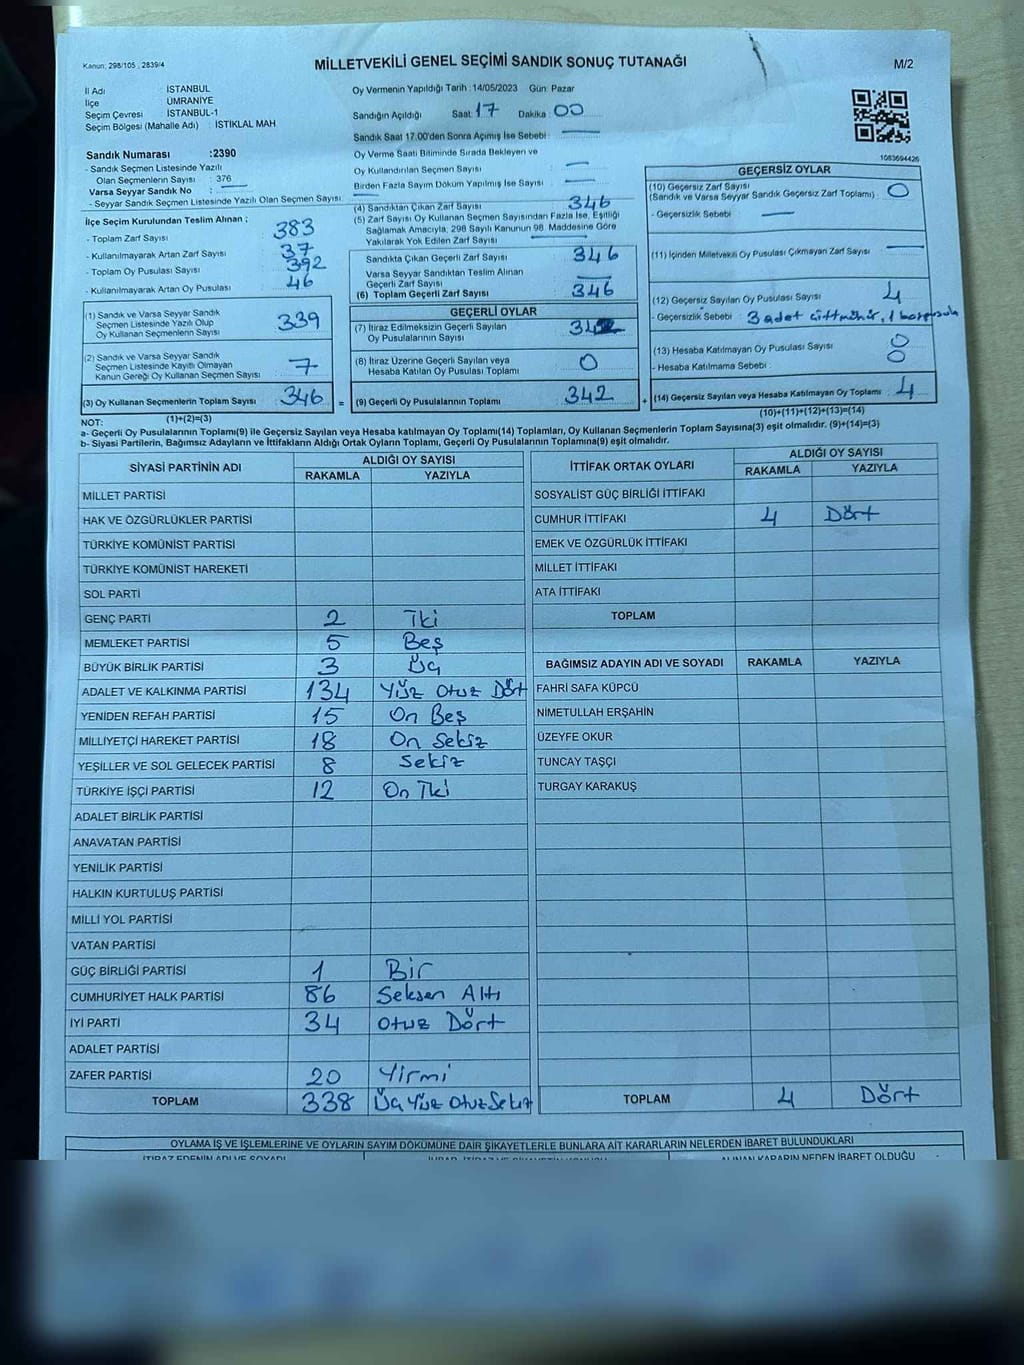 Kanun: 298/105 , 2839/4
MİLLETVEKİLİ GENEL SEÇİMİ SANDIK SONUÇ TUTANAĞI
M/2
İl Adı : İSTANBUL
İlçe : ÜMRANİYE
Seçim Çevresi : İSTANBUL-1
Seçim Bölgesi (Mahalle Adı) : İSTİKLAL MAH
Sandık Numarası :2390
- Sandık Seçmen Listesinde Yazılı
Olan Seçmenlerin Sayısı : 376
Varsa Seyyar Sandık No :
- Seyyar Sandık Seçmen Listesinde Yazılı Olan Seçmen Sayısı:
İlçe Seçim Kurulundan Teslim Alınan ;
- Toplam Zarf Sayısı : 383
- Kullanılmayarak Artan Zarf Sayısı : 37
- Toplam Oy Pusulası Sayısı : 392
- Kullanılmayarak Artan Oy Pusulası : 46
(1) Sandık ve Varsa Seyyar Sandık
Seçmen Listesinde Yazılı Olup
Oy Kullanan Seçmenlerin Sayısı : 339
(2) Sandık ve Varsa Seyyar Sandık
Seçmen Listesinde Kayıtlı Olmayan
Kanun Gereği Oy Kullanan Seçmen Sayısı : 7
(3) Oy Kullanan Seçmenlerin Toplam Sayısı : 346
(1)+(2)=(3)
Oy Vermenin Yapıldığı Tarih :14/05/2023 Gün: Pazar
Sandığın Açıldığı Saat: 17 Dakika: 00
Sandık Saat 17.00'den Sonra Açımış İse Sebebi :
Oy Verme Saati Bitiminde Sırada Bekleyen ve
Oy Kullandırılan Seçmen Sayısı :
Birden Fazla Sayım Döküm Yapılmış İse Sayısı :
(4) Sandıktan Çıkan Zarf Sayısı : 346
(5) Zarf Sayısı Oy Kullanan Seçmen Sayısından Fazla İse, Eşitliği
Sağlamak Amacıyla, 298 Sayılı Kanunun 98. Maddesine Göre
Yakılarak Yok Edilen Zarf Sayısı :
Sandıkta Çıkan Geçerli Zarf Sayısı : 346
Varsa Seyyar Sandıktan Teslim Alınan
Geçerli Zarf Sayısı :
(6) Toplam Geçerli Zarf Sayısı : 346
GEÇERLİ OYLAR
(7) İtiraz Edilmeksizin Geçerli Sayılan
Oy Pusulalarının Sayısı :
(8) İtiraz Üzerine Geçerli Sayılan veya
Hesaba Katılan Oy Pusulası Toplamı : 0
= (9) Geçerli Oy Pusulalarının Toplamı : 342
1083694426
GEÇERSİZ OYLAR
(10) Geçersiz Zarf Sayısı
(Sandık ve Varsa Seyyar Sandık Geçersiz Zarf Toplamı) : 0
- Geçersizlik Sebebi :
(11) İçinden Milletvekili Oy Pusulası Çıkmayan Zarf Sayısı :
(12) Geçersiz Sayılan Oy Pusulası Sayısı : 4
- Geçersizlik Sebebi : 3 adet çift mühür, 1 boş pusula
(13) Hesaba Katılmayan Oy Pusulası Sayısı : 0
- Hesaba Katılmama Sebebi : 0
+ (14) Geçersiz Sayılan veya Hesaba Katılmayan Oy Toplamı : 4
(10)+(11)+(12)+(13)=(14)
NOT:
a- Geçerli Oy Pusulalarının Toplamı(9) ile Geçersiz Sayılan veya Hesaba katılmayan Oy Toplamı(14) Toplamları, Oy Kullanan Seçmenlerin Toplam Sayısına(3) eşit olmalıdır. (9)+(14)=(3)
b- Siyasi Partilerin, Bağımsız Adayların ve İttifakların Aldığı Ortak Oyların Toplamı, Geçerli Oy Pusulalarının Toplamına(9) eşit olmalıdır.
SİYASİ PARTİNİN ADI
ALDIĞI OY SAYISI
RAKAMLA YAZIYLA
MİLLET PARTİSİ
HAK VE ÖZGÜRLÜKLER PARTİSİ
TÜRKİYE KOMÜNİST PARTİSİ
TÜRKİYE KOMÜNİST HAREKETİ
SOL PARTİ
GENÇ PARTİ 2 İki
MEMLEKET PARTİSİ 5 Beş
BÜYÜK BİRLİK PARTİSİ 3 Üç
ADALET VE KALKINMA PARTİSİ 134 Yüz Otuz Dört
YENİDEN REFAH PARTİSİ 15 On Beş
MİLLİYETÇİ HAREKET PARTİSİ 18 On Sekiz
YEŞİLLER VE SOL GELECEK PARTİSİ 8 Sekiz
TÜRKİYE İŞÇİ PARTİSİ 12 On İki
ADALET BİRLİK PARTİSİ
ANAVATAN PARTİSİ
YENİLİK PARTİSİ
HALKIN KURTULUŞ PARTİSİ
MİLLİ YOL PARTİSİ
VATAN PARTİSİ
GÜÇ BİRLİĞİ PARTİSİ 1 Bir
CUMHURİYET HALK PARTİSİ 86 Seksen Altı
İYİ PARTİ 34 Otuz Dört
ADALET PARTİSİ
ZAFER PARTİSİ 20 Yirmi
TOPLAM 338 Üç Yüz Otuz Sekiz
İTTİFAK ORTAK OYLARI
ALDIĞI OY SAYISI
RAKAMLA YAZIYLA
SOSYALİST GÜÇ BİRLİĞİ İTTİFAKI
CUMHUR İTTİFAKI 4 Dört
EMEK VE ÖZGÜRLÜK İTTİFAKI
MİLLET İTTİFAKI
ATA İTTİFAKI
TOPLAM
BAĞIMSIZ ADAYIN ADI VE SOYADI RAKAMLA YAZIYLA
FAHRİ SAFA KÜPCÜ
NİMETULLAH ERŞAHİN
ÜZEYFE OKUR
TUNCAY TAŞÇI
TURGAY KARAKUŞ
TOPLAM 4 Dört
OYLAMA İŞ VE İŞLEMLERİNE VE OYLARIN SAYIM DÖKÜMÜNE DAİR ŞİKAYETLERLE BUNLARA AİT KARARLARIN NELERDEN İBARET BULUNDUKLARI
İTİRAZ EDENİN ADI VE SOYADI
ALINAN KARARIN NEDEN İBARET OLDUĞU